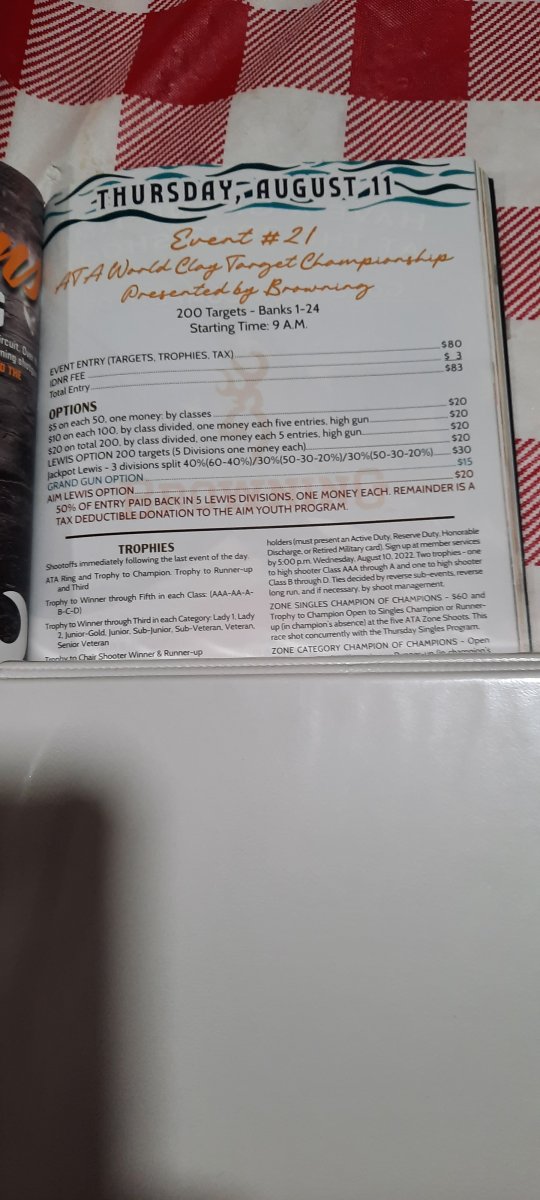 THURSDAY, AUGUST 11
Event #21
ATA World Clay Target Championship
Presented by Browning
200 Targets - Banks 1-24
Starting Time: 9 A.M.
EVENT ENTRY (TARGETS, TROPHIES, TAX) $80
IDNR FEE $ 3
Total Entry $83
OPTIONS
$5 on each 50, one money; by classes $20
$10 on each 100, by class divided, one money each five entries, high gun $20
$20 on total 200, by class divided, one money each 5 entries, high gun $20
LEWIS OPTION 200 targets (5 Divisions one money each) $20
Jackpot Lewis - 3 divisions split 40%(60-40%)/30%(50-30-20%)/30%(50-30-20%) $30
GRAND GUN OPTION $15
AIM LEWIS OPTION $20
50% OF ENTRY PAID BACK IN 5 LEWIS DIVISIONS, ONE MONEY EACH. REMAINDER IS A
TAX DEDUCTIBLE DONATION TO THE AIM YOUTH PROGRAM.
TROPHIES
Shootoffs immediately following the last event of the day.
ATA Ring and Trophy to Champion. Trophy to Runner-up
and Third
Trophy to Winner through Fifth in each Class: (AAA-AA-A-
B-C-D)
Trophy to Winner through Third in each Category: Lady 1, Lady
2, Junior-Gold, Junior, Sub-Junior, Sub-Veteran, Veteran,
Senior Veteran
Trophy to Chair Shooter Winner & Runner-up
holders (must present an Active Duty, Reserve Duty, Honorable
Discharge, or Retired Military card). Sign up at member services
by 5:00 p.m. Wednesday, August 10, 2022. Two trophies - one
to high shooter Class AAA through A and one to high shooter
Class B through D. Ties decided by reverse sub-events, reverse
long run, and if necessary, by shoot management.
ZONE SINGLES CHAMPION OF CHAMPIONS - $60 and
Trophy to Champion Open to Singles Champion or Runner-
up (in champion's absence) at the five ATA Zone Shoots. This
race shot concurrently with the Thursday Singles Program.
ZONE CATEGORY CHAMPION OF CHAMPIONS - Open